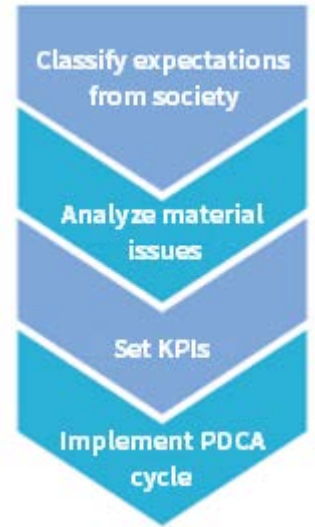 Classify expectations
from society
Analyze material
issues
Set KPIs
Implement PDCA
cycle